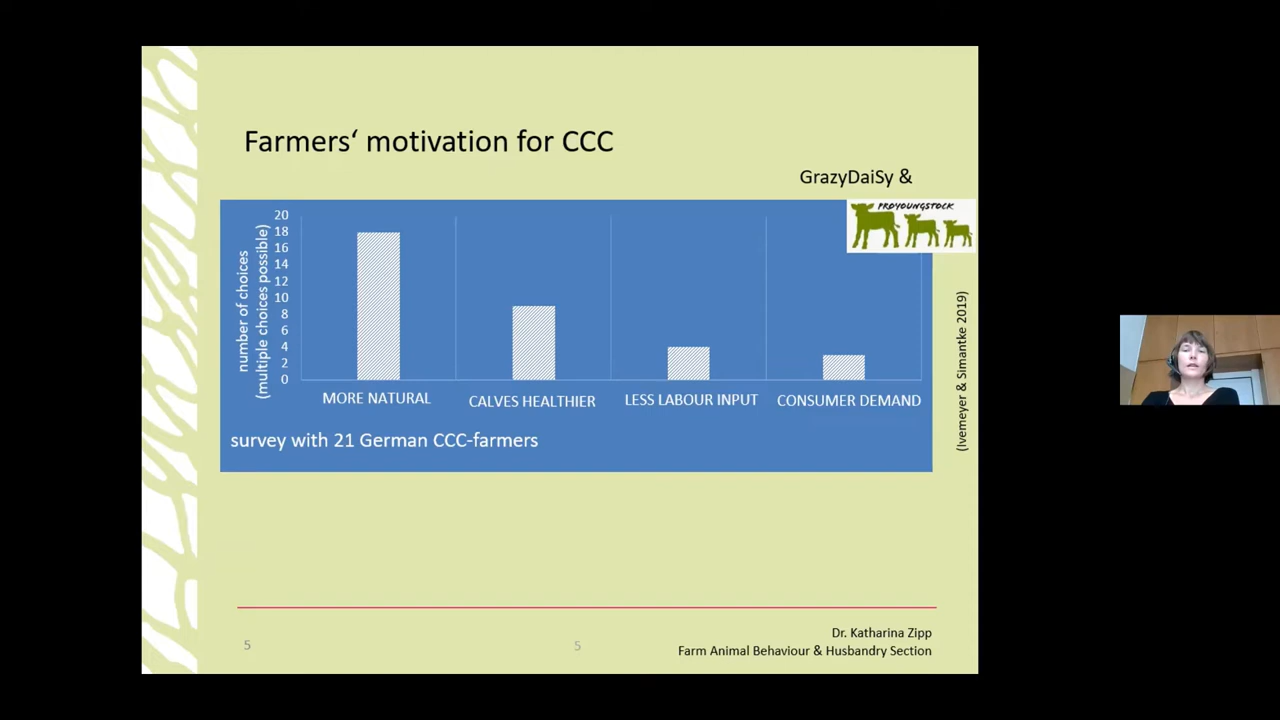 Farmers‘ motivation for CCC
GrazyDaiSy &
PROYOUNGSTOCK
number of choices
(multiple choices possible)
20
18
16
14
12
10
8
6
4
2
0
MORE NATURAL
CALVES HEALTHIER
LESS LABOUR INPUT
CONSUMER DEMAND
survey with 21 German CCC-farmers
(Ivemeyer & Simantke 2019)
5
5
Dr. Katharina Zipp
Farm Animal Behaviour & Husbandry Section